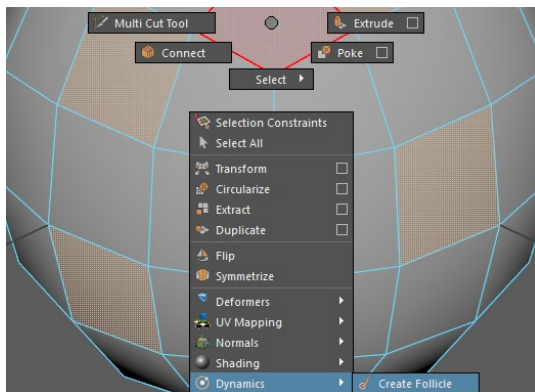 Multi Cut Tool
Extrude
Connect
Poke
Select
Selection Constraints
Select All
Transform
Circularize
Extract
Duplicate
Flip
Symmetrize
Deformers
UV Mapping
Normals
Shading
Dynamics
Create Follicle